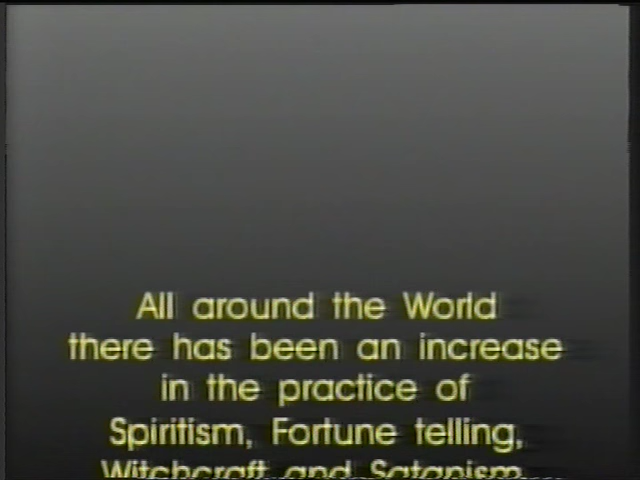 All around the World
there has been an increase
in the practice of
Spiritism, Fortune telling,
Witchcraft and Satanism